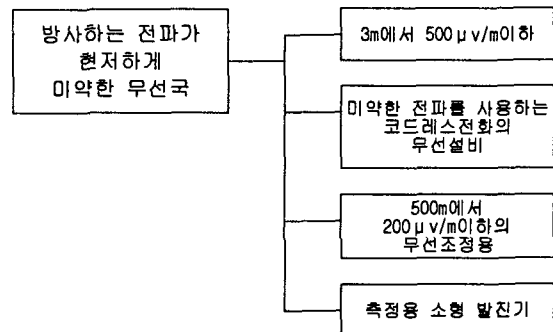 방사하는 전파가
현저하게
미약한 무선국
3m에서 500μv/m이하
미약한 전파를 사용하는
코드레스전화의
무선설비
500m에서
200μv/m이하의
무선조정용
측정용 소형 발진기